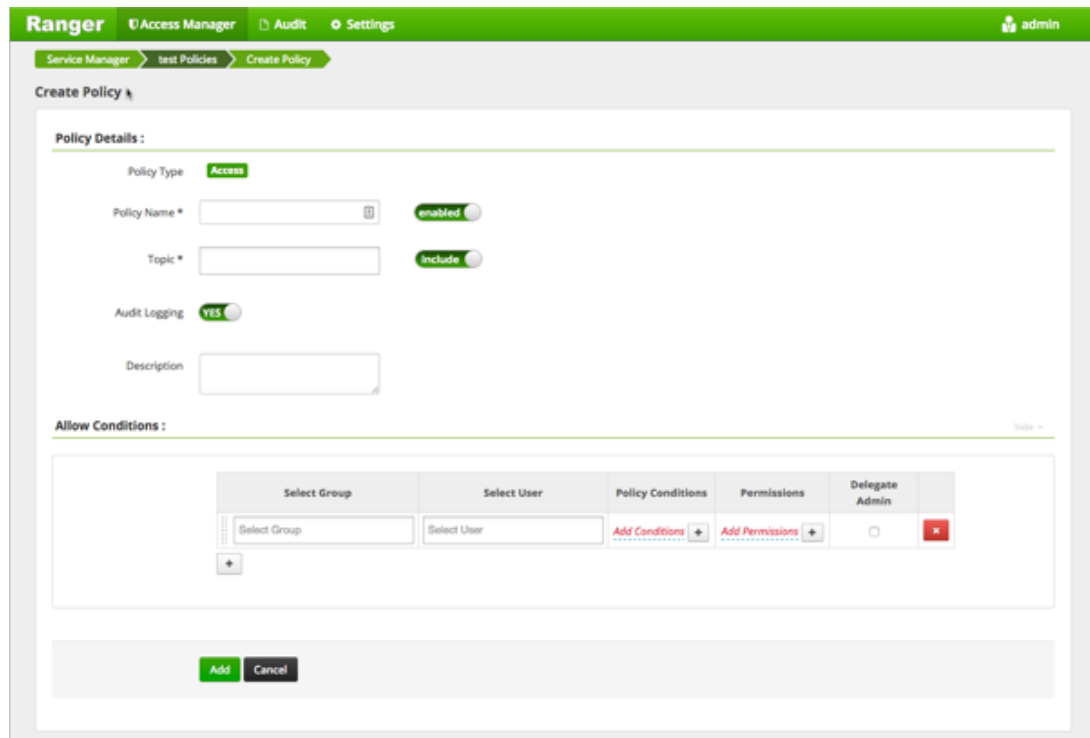 Ranger Access Manager Audit Settings admin
Service Manager test Policies Create Policy
Create Policy
Policy Details :
Policy Type Access
Policy Name * enabled
Topic * Include
Audit Logging YES
Description
Allow Conditions : hide
Select Group Select User Policy Conditions Permissions Delegate Admin
Select Group Select User Add Conditions + Add Permissions +
+
Add Cancel